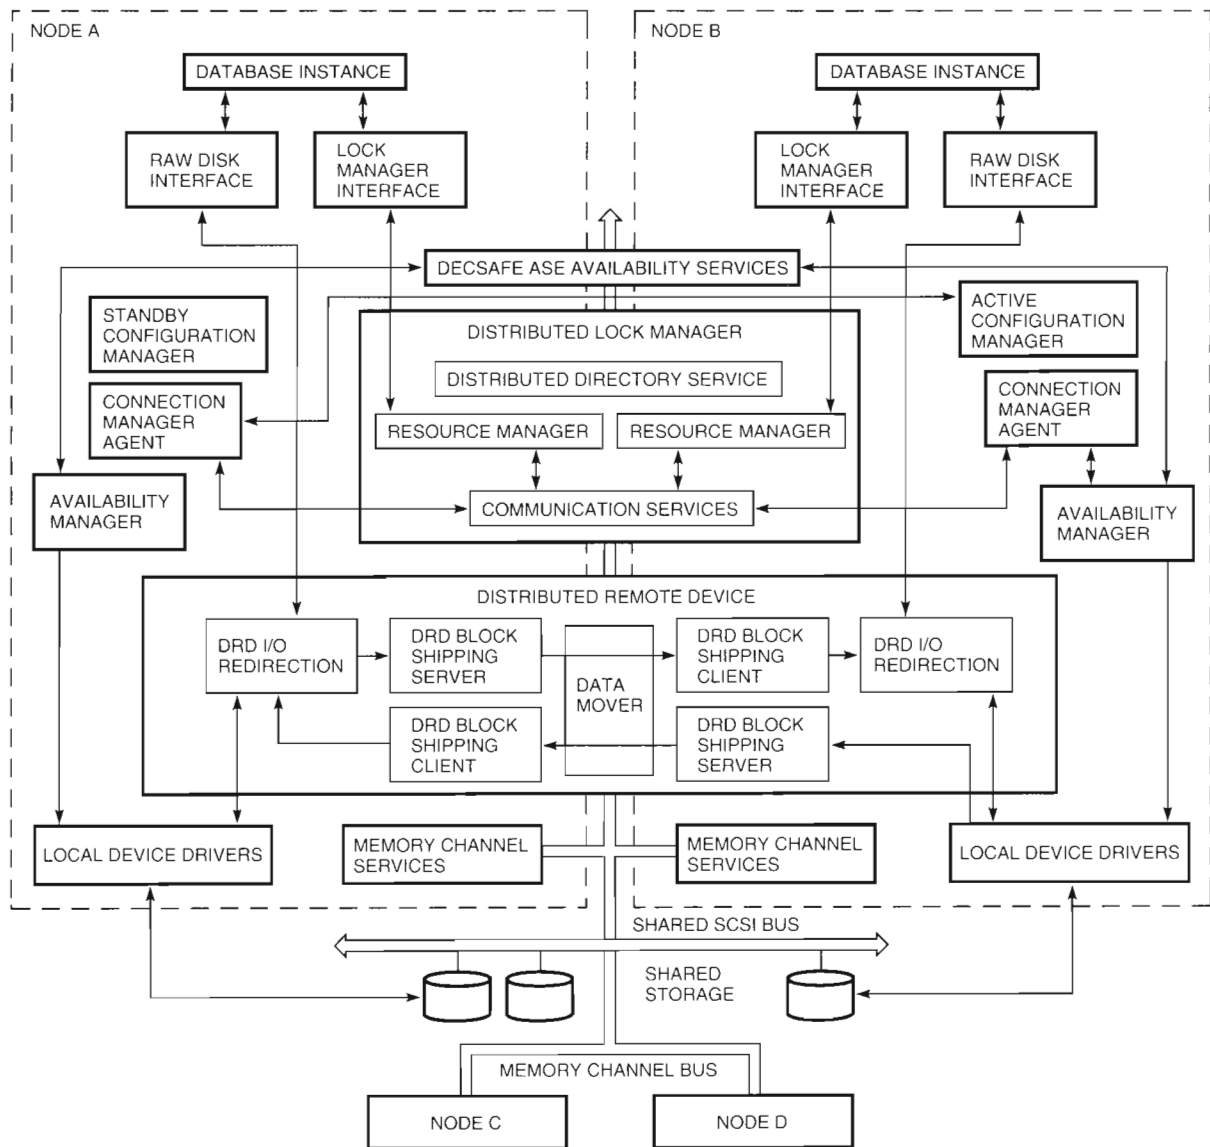 NODE A
NODE B
DATABASE INSTANCE
DATABASE INSTANCE
RAW DISK
INTERFACE
LOCK
MANAGER
INTERFACE
LOCK
MANAGER
INTERFACE
RAW DISK
INTERFACE
DECSAFE ASE AVAILABILITY SERVICES
STANDBY
CONFIGURATION
MANAGER
ACTIVE
CONFIGURATION
MANAGER
DISTRIBUTED LOCK MANAGER
DISTRIBUTED DIRECTORY SERVICE
CONNECTION
MANAGER
AGENT
CONNECTION
MANAGER
AGENT
RESOURCE MANAGER
RESOURCE MANAGER
COMMUNICATION SERVICES
AVAILABILITY
MANAGER
AVAILABILITY
MANAGER
DISTRIBUTED REMOTE DEVICE
DRD I/O
REDIRECTION
DRD BLOCK
SHIPPING
SERVER
DATA
MOVER
DRD BLOCK
SHIPPING
CLIENT
DRD I/O
REDIRECTION
DRD BLOCK
SHIPPING
CLIENT
DRD BLOCK
SHIPPING
SERVER
LOCAL DEVICE DRIVERS
MEMORY CHANNEL
SERVICES
MEMORY CHANNEL
SERVICES
LOCAL DEVICE DRIVERS
SHARED SCSI BUS
SHARED
STORAGE
MEMORY CHANNEL BUS
NODE C
NODE D